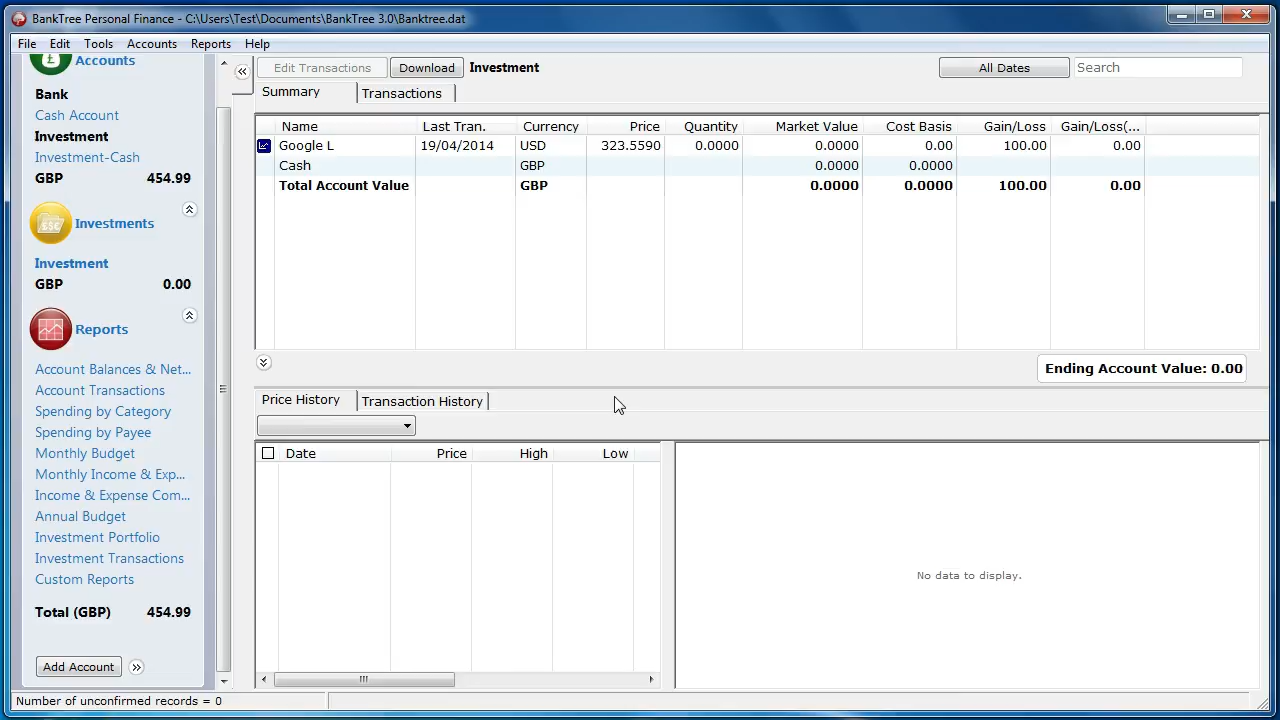 BankTree Personal Finance - C:\Users\Test\Documents\BankTree 3.0\Banktree.dat
File Edit Tools Accounts Reports Help
Accounts
Bank
Cash Account
Investment
Investment-Cash
GBP 454.99
Investments
Investment
GBP 0.00
Reports
Account Balances & Net...
Account Transactions
Spending by Category
Spending by Payee
Monthly Budget
Monthly Income & Exp...
Income & Expense Com...
Annual Budget
Investment Portfolio
Investment Transactions
Custom Reports
Total (GBP) 454.99
Add Account
Edit Transactions Download Investment All Dates Search
Summary Transactions
Name Last Tran. Currency Price Quantity Market Value Cost Basis Gain/Loss Gain/Loss(...
Google L 19/04/2014 USD 323.5590 0.0000 0.0000 0.00 100.00 0.00
Cash GBP 0.0000 0.0000
Total Account Value GBP 0.0000 0.0000 100.00 0.00
Ending Account Value: 0.00
Price History Transaction History
Date Price High Low
No data to display.
Number of unconfirmed records = 0